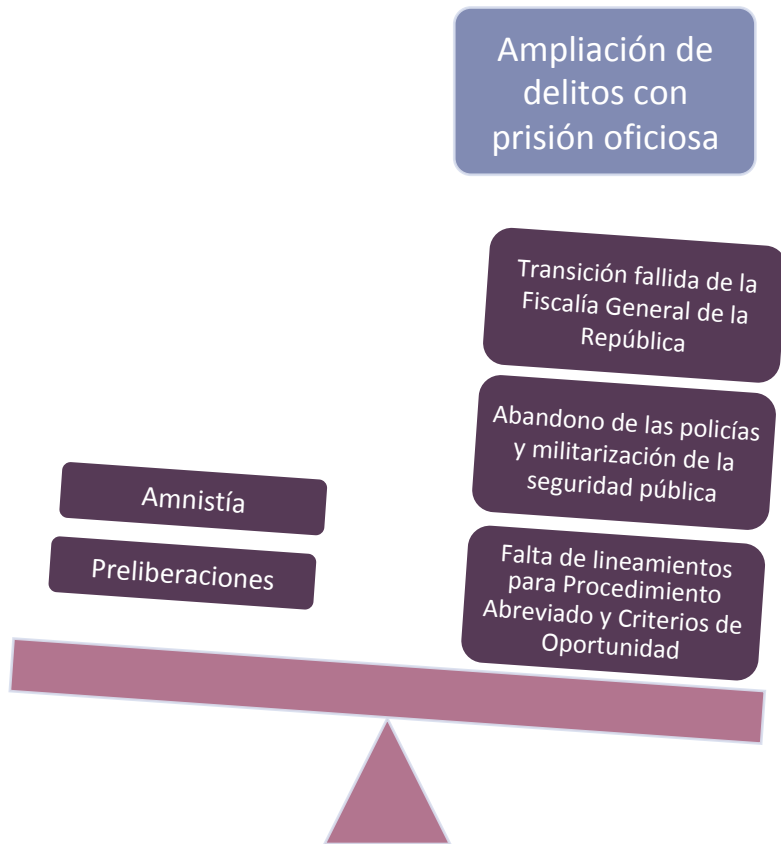 Ampliación de
delitos con
prisión oficiosa
Transición fallida de la
Fiscalía General de la
República
Abandono de las policías
y militarización de la
seguridad pública
Amnistía
Preliberaciones
Falta de lineamientos
para Procedimiento
Abreviado y Criterios de
Oportunidad